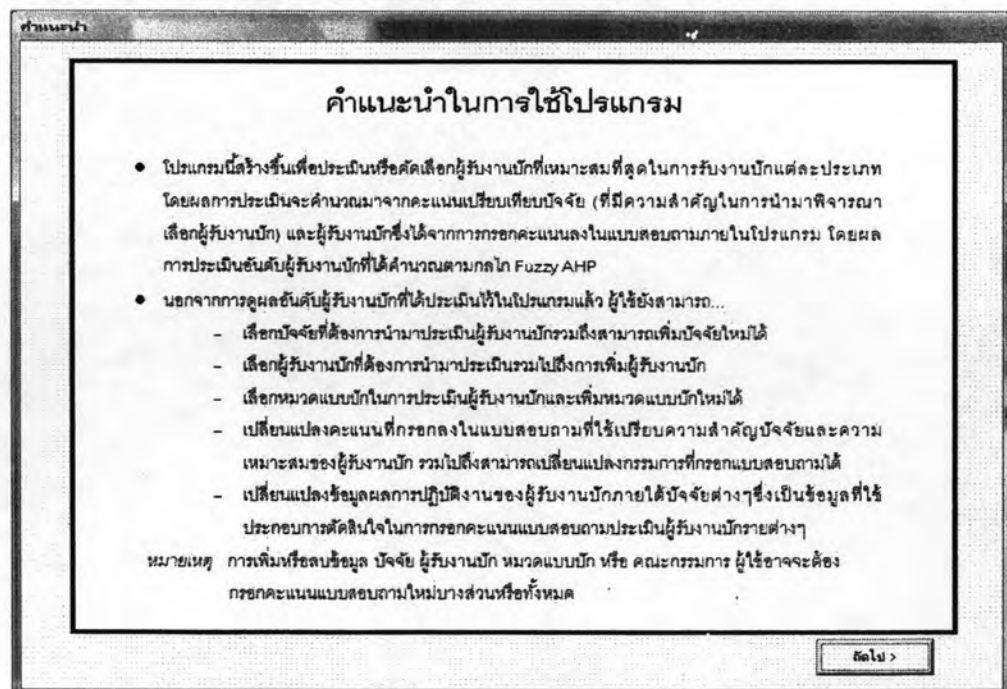 คำแนะนำ
คำแนะนำในการใช้โปรแกรม
● โปรแกรมนี้สร้างขึ้นเพื่อประเมินหรือคัดเลือกผู้รับงานปักที่เหมาะสมที่สุดในการรับงานปักแต่ละประเภท
โดยผลการประเมินจะคำนวณมาจากคะแนนเปรียบเทียบปัจจัย (ที่มีความสำคัญในการนำมาพิจารณา
เลือกผู้รับงานปัก) และผู้รับงานปักซึ่งได้จากการกรอกคะแนนลงในแบบสอบถามภายในโปรแกรม โดยผล
การประเมินอันดับผู้รับงานปักที่ได้คำนวณตามกลไก Fuzzy AHP
● นอกจากการดูผลอันดับผู้รับงานปักที่ได้ประเมินไว้ในโปรแกรมแล้ว ผู้ใช้ยังสามารถ...
– เลือกปัจจัยที่ต้องการนำมาประเมินผู้รับงานปักรวมถึงสามารถเพิ่มปัจจัยใหม่ได้
– เลือกผู้รับงานปักที่ต้องการนำมาประเมินรวมไปถึงการเพิ่มผู้รับงานปัก
– เลือกหมวดแบบปักในการประเมินผู้รับงานปักและเพิ่มหมวดแบบปักใหม่ได้
– เปลี่ยนแปลงคะแนนที่กรอกลงในแบบสอบถามที่ใช้เปรียบความสำคัญปัจจัยและความ
เหมาะสมของผู้รับงานปัก รวมไปถึงสามารถเปลี่ยนแปลงกรรมการที่กรอกแบบสอบถามได้
– เปลี่ยนแปลงข้อมูลผลการปฏิบัติงานของผู้รับงานปักภายใต้ปัจจัยต่างๆซึ่งเป็นข้อมูลที่ใช้
ประกอบการตัดสินใจในการกรอกคะแนนแบบสอบถามประเมินผู้รับงานปักรายต่างๆ
หมายเหตุ การเพิ่มหรือลบข้อมูล ปัจจัย ผู้รับงานปัก หมวดแบบปัก หรือ คณะกรรมการ ผู้ใช้อาจจะต้อง
กรอกคะแนนแบบสอบถามใหม่บางส่วนหรือทั้งหมด
ถัดไป >